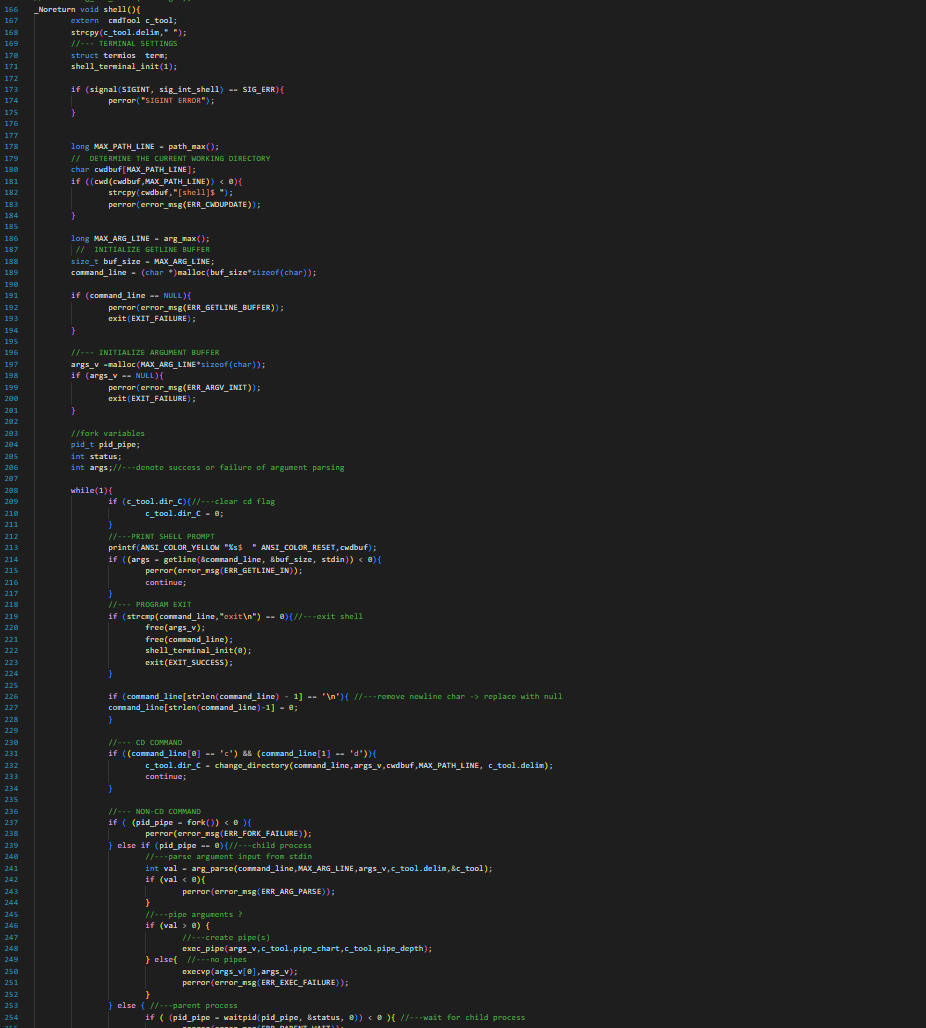 166 _Noreturn void shell(){
167 extern cmdTool c_tool;
168 strcpy(c_tool.delim," ");
169 //--- TERMINAL SETTINGS
170 struct termios term;
171 shell_terminal_init(1);
172
173 if (signal(SIGINT, sig_int_shell) == SIG_ERR){
174 perror("SIGINT ERROR");
175 }
176
177
178 long MAX_PATH_LINE = path_max();
179 // DETERMINE THE CURRENT WORKING DIRECTORY
180 char cwdbuf[MAX_PATH_LINE];
181 if ((cwd(cwdbuf,MAX_PATH_LINE)) < 0){
182 strcpy(cwdbuf,"[shell]$ ");
183 perror(error_msg(ERR_CWDUPDATE));
184 }
185
186 long MAX_ARG_LINE = arg_max();
187 // INITIALIZE GETLINE BUFFER
188 size_t buf_size = MAX_ARG_LINE;
189 command_line = (char *)malloc(buf_size*sizeof(char));
190
191 if (command_line == NULL){
192 perror(error_msg(ERR_GETLINE_BUFFER));
193 exit(EXIT_FAILURE);
194 }
195
196 //--- INITIALIZE ARGUMENT BUFFER
197 args_v =malloc(MAX_ARG_LINE*sizeof(char));
198 if (args_v == NULL){
199 perror(error_msg(ERR_ARGV_INIT));
200 exit(EXIT_FAILURE);
201 }
202
203 //fork variables
204 pid_t pid_pipe;
205 int status;
206 int args;//---denote success or failure of argument parsing
207
208 while(1){
209 if (c_tool.dir_C){//---clear cd flag
210 c_tool.dir_C = 0;
211 }
212 //---PRINT SHELL PROMPT
213 printf(ANSI_COLOR_YELLOW "%s$ " ANSI_COLOR_RESET,cwdbuf);
214 if ((args = getline(&command_line, &buf_size, stdin)) < 0){
215 perror(error_msg(ERR_GETLINE_IN));
216 continue;
217 }
218 //--- PROGRAM EXIT
219 if (strcmp(command_line,"exit\n") == 0){//---exit shell
220 free(args_v);
221 free(command_line);
222 shell_terminal_init(0);
223 exit(EXIT_SUCCESS);
224 }
225
226 if (command_line[strlen(command_line) - 1] == '\n'){ //---remove newline char -> replace with null
227 command_line[strlen(command_line)-1] = 0;
228 }
229
230 //--- CD COMMAND
231 if ((command_line[0] == 'c') && (command_line[1] == 'd')){
232 c_tool.dir_C = change_directory(command_line,args_v,cwdbuf,MAX_PATH_LINE, c_tool.delim);
233 continue;
234 }
235
236 //--- NON-CD COMMAND
237 if ( (pid_pipe = fork()) < 0 ){
238 perror(error_msg(ERR_FORK_FAILURE));
239 } else if (pid_pipe == 0){//---child process
240 //---parse argument input from stdin
241 int val = arg_parse(command_line,MAX_ARG_LINE,args_v,c_tool.delim,&c_tool);
242 if (val < 0){
243 perror(error_msg(ERR_ARG_PARSE));
244 }
245 //---pipe arguments ?
246 if (val > 0) {
247 //---create pipe(s)
248 exec_pipe(args_v,c_tool.pipe_chart,c_tool.pipe_depth);
249 } else{ //---no pipes
250 execvp(args_v[0],args_v);
251 perror(error_msg(ERR_EXEC_FAILURE));
252 }
253 } else { //---parent process
254 if ( (pid_pipe = waitpid(pid_pipe, &status, 0)) < 0 ){ //---wait for child process